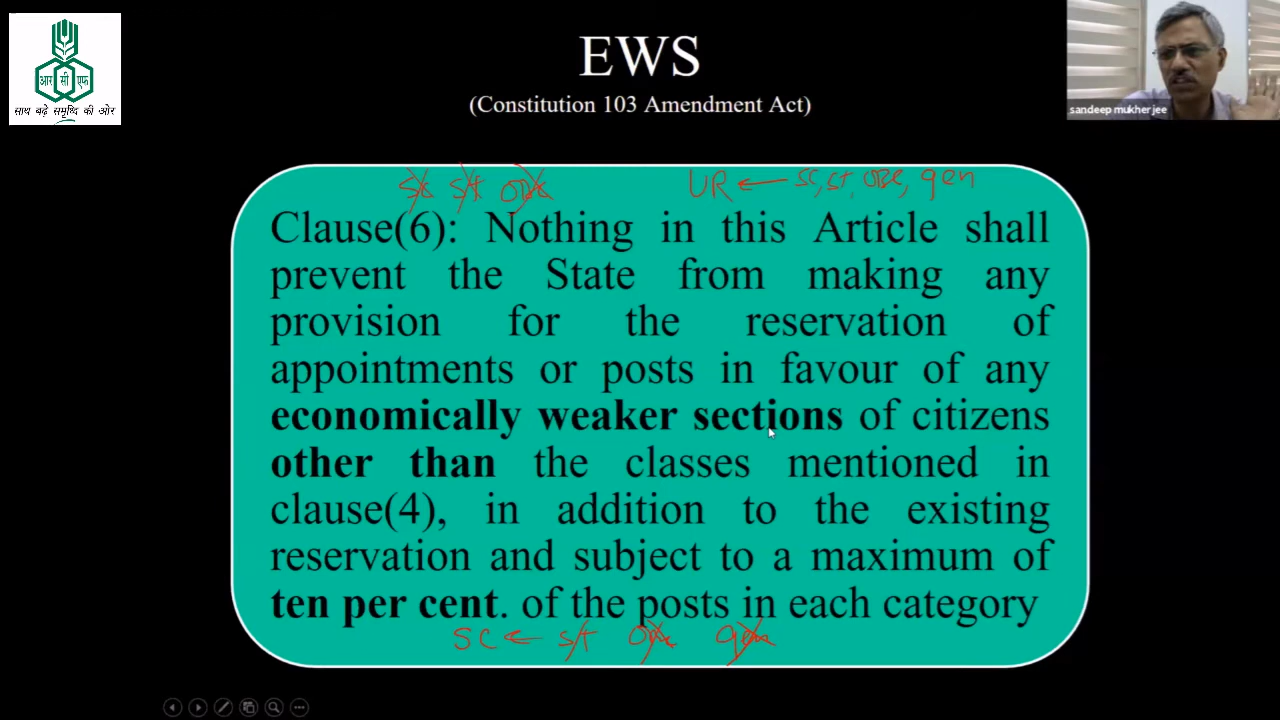 EWS
(Constitution 103 Amendment Act)
आर सी एफ
साथ बढ़े समृध्दि की ओर
sandeep mukherjee
SC ST OBC
UR ← SC, ST, OBC, gen
Clause(6): Nothing in this Article shall
prevent the State from making any
provision for the reservation of
appointments or posts in favour of any
economically weaker sections of citizens
other than the classes mentioned in
clause(4), in addition to the existing
reservation and subject to a maximum of
ten per cent. of the posts in each category
SC ← ST OBC gen